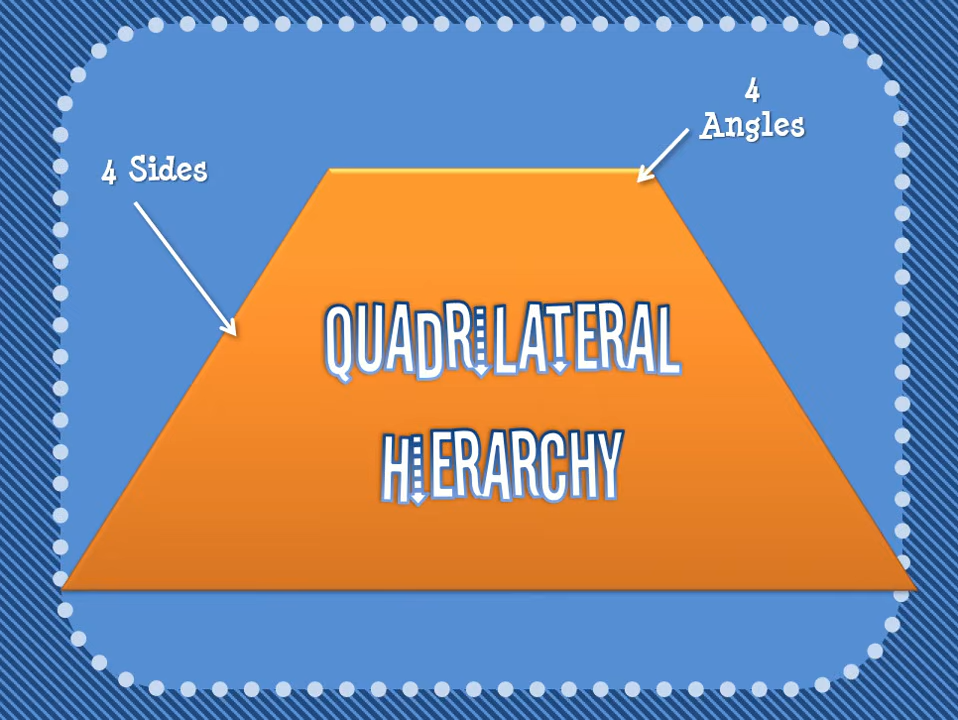 4
Angles
4 Sides
QUADRILATERAL
HIERARCHY